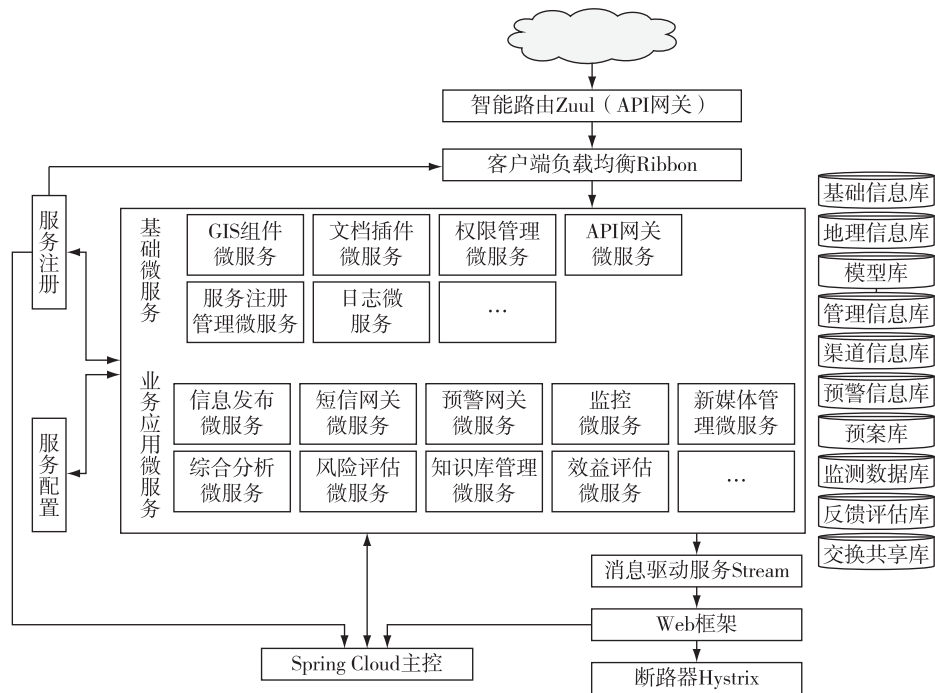 智能路由Zuul（API网关）
客户端负载均衡Ribbon
服务注册
服务配置
基础微服务
GIS组件
微服务
文档插件
微服务
权限管理
微服务
API网关
微服务
服务注册
管理微服务
日志微
服务
…
业务应用微服务
信息发布
微服务
短信网关
微服务
预警网关
微服务
监控
微服务
新媒体管
理微服务
综合分析
微服务
风险评估
微服务
知识库管理
微服务
效益评估
微服务
…
基础信息库
地理信息库
模型库
管理信息库
渠道信息库
预警信息库
预案库
监测数据库
反馈评估库
交换共享库
消息驱动服务Stream
Web框架
Spring Cloud主控
断路器Hystrix